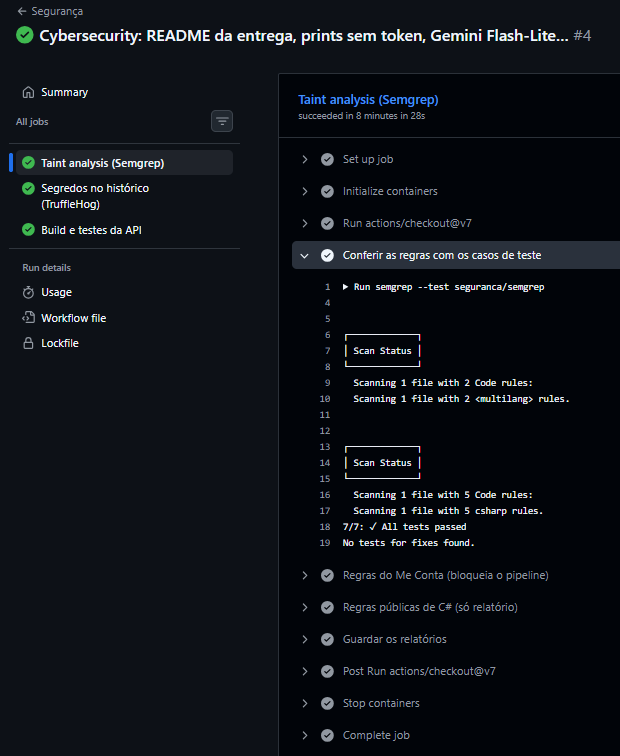 Segurança
Cybersecurity: README da entrega, prints sem token, Gemini Flash-Lite... #4
Summary
All jobs
Taint analysis (Semgrep)
Segredos no histórico
(TruffleHog)
Build e testes da API
Run details
Usage
Workflow file
Lockfile
Taint analysis (Semgrep)
succeeded in 8 minutes in 28s
Set up job
Initialize containers
Run actions/checkout@v7
Conferir as regras com os casos de teste
1 Run semgrep --test seguranca/semgrep
4
5
6
7 Scan Status
8
9 Scanning 1 file with 2 Code rules:
10 Scanning 1 file with 2 <multilang> rules.
11
12
13
14 Scan Status
15
16 Scanning 1 file with 5 Code rules:
17 Scanning 1 file with 5 csharp rules.
18 7/7: ✓ All tests passed
19 No tests for fixes found.
Regras do Me Conta (bloqueia o pipeline)
Regras públicas de C# (só relatório)
Guardar os relatórios
Post Run actions/checkout@v7
Stop containers
Complete job